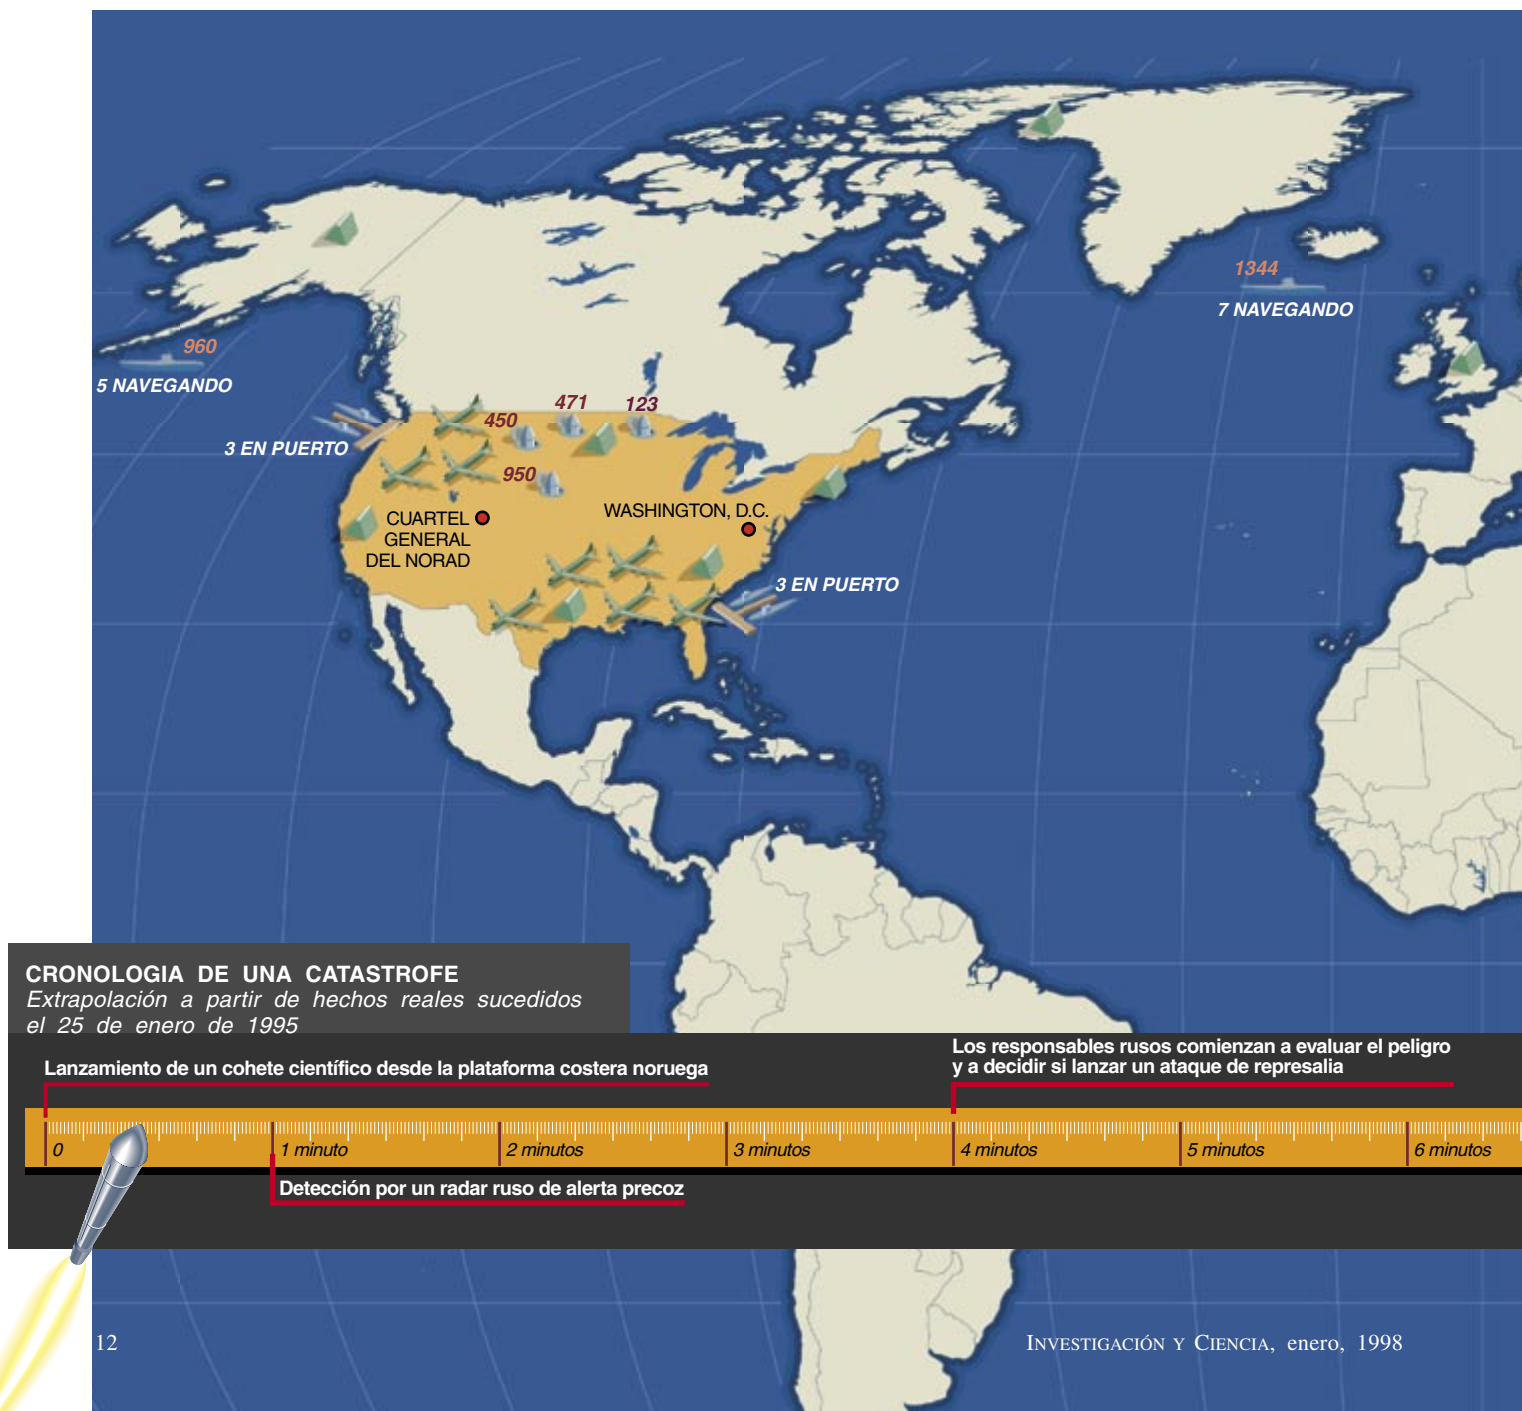 1344
7 NAVEGANDO
960
5 NAVEGANDO
3 EN PUERTO
450
471
123
950
CUARTEL
GENERAL
DEL NORAD
WASHINGTON, D.C.
3 EN PUERTO
CRONOLOGIA DE UNA CATASTROFE
Extrapolación a partir de hechos reales sucedidos
el 25 de enero de 1995
Lanzamiento de un cohete científico desde la plataforma costera noruega
Los responsables rusos comienzan a evaluar el peligro
y a decidir si lanzar un ataque de represalia
0
1 minuto
2 minutos
3 minutos
4 minutos
5 minutos
6 minutos
Detección por un radar ruso de alerta precoz
12
INVESTIGACIÓN Y CIENCIA, enero, 1998